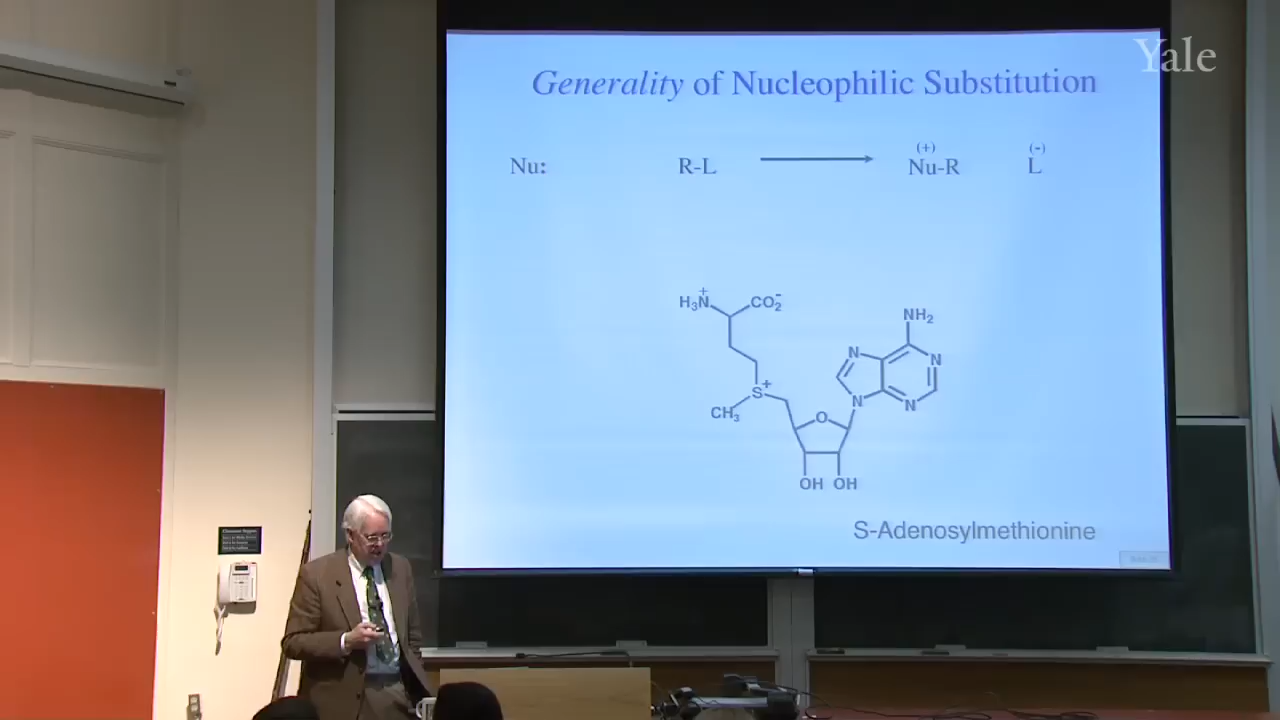 Yale
Generality of Nucleophilic Substitution
(+) (-)
Nu: R-L Nu-R L
H₃N⁺ CO₂⁻
NH₂
N N
S⁺
CH₃ O N N
OH OH
S-Adenosylmethionine